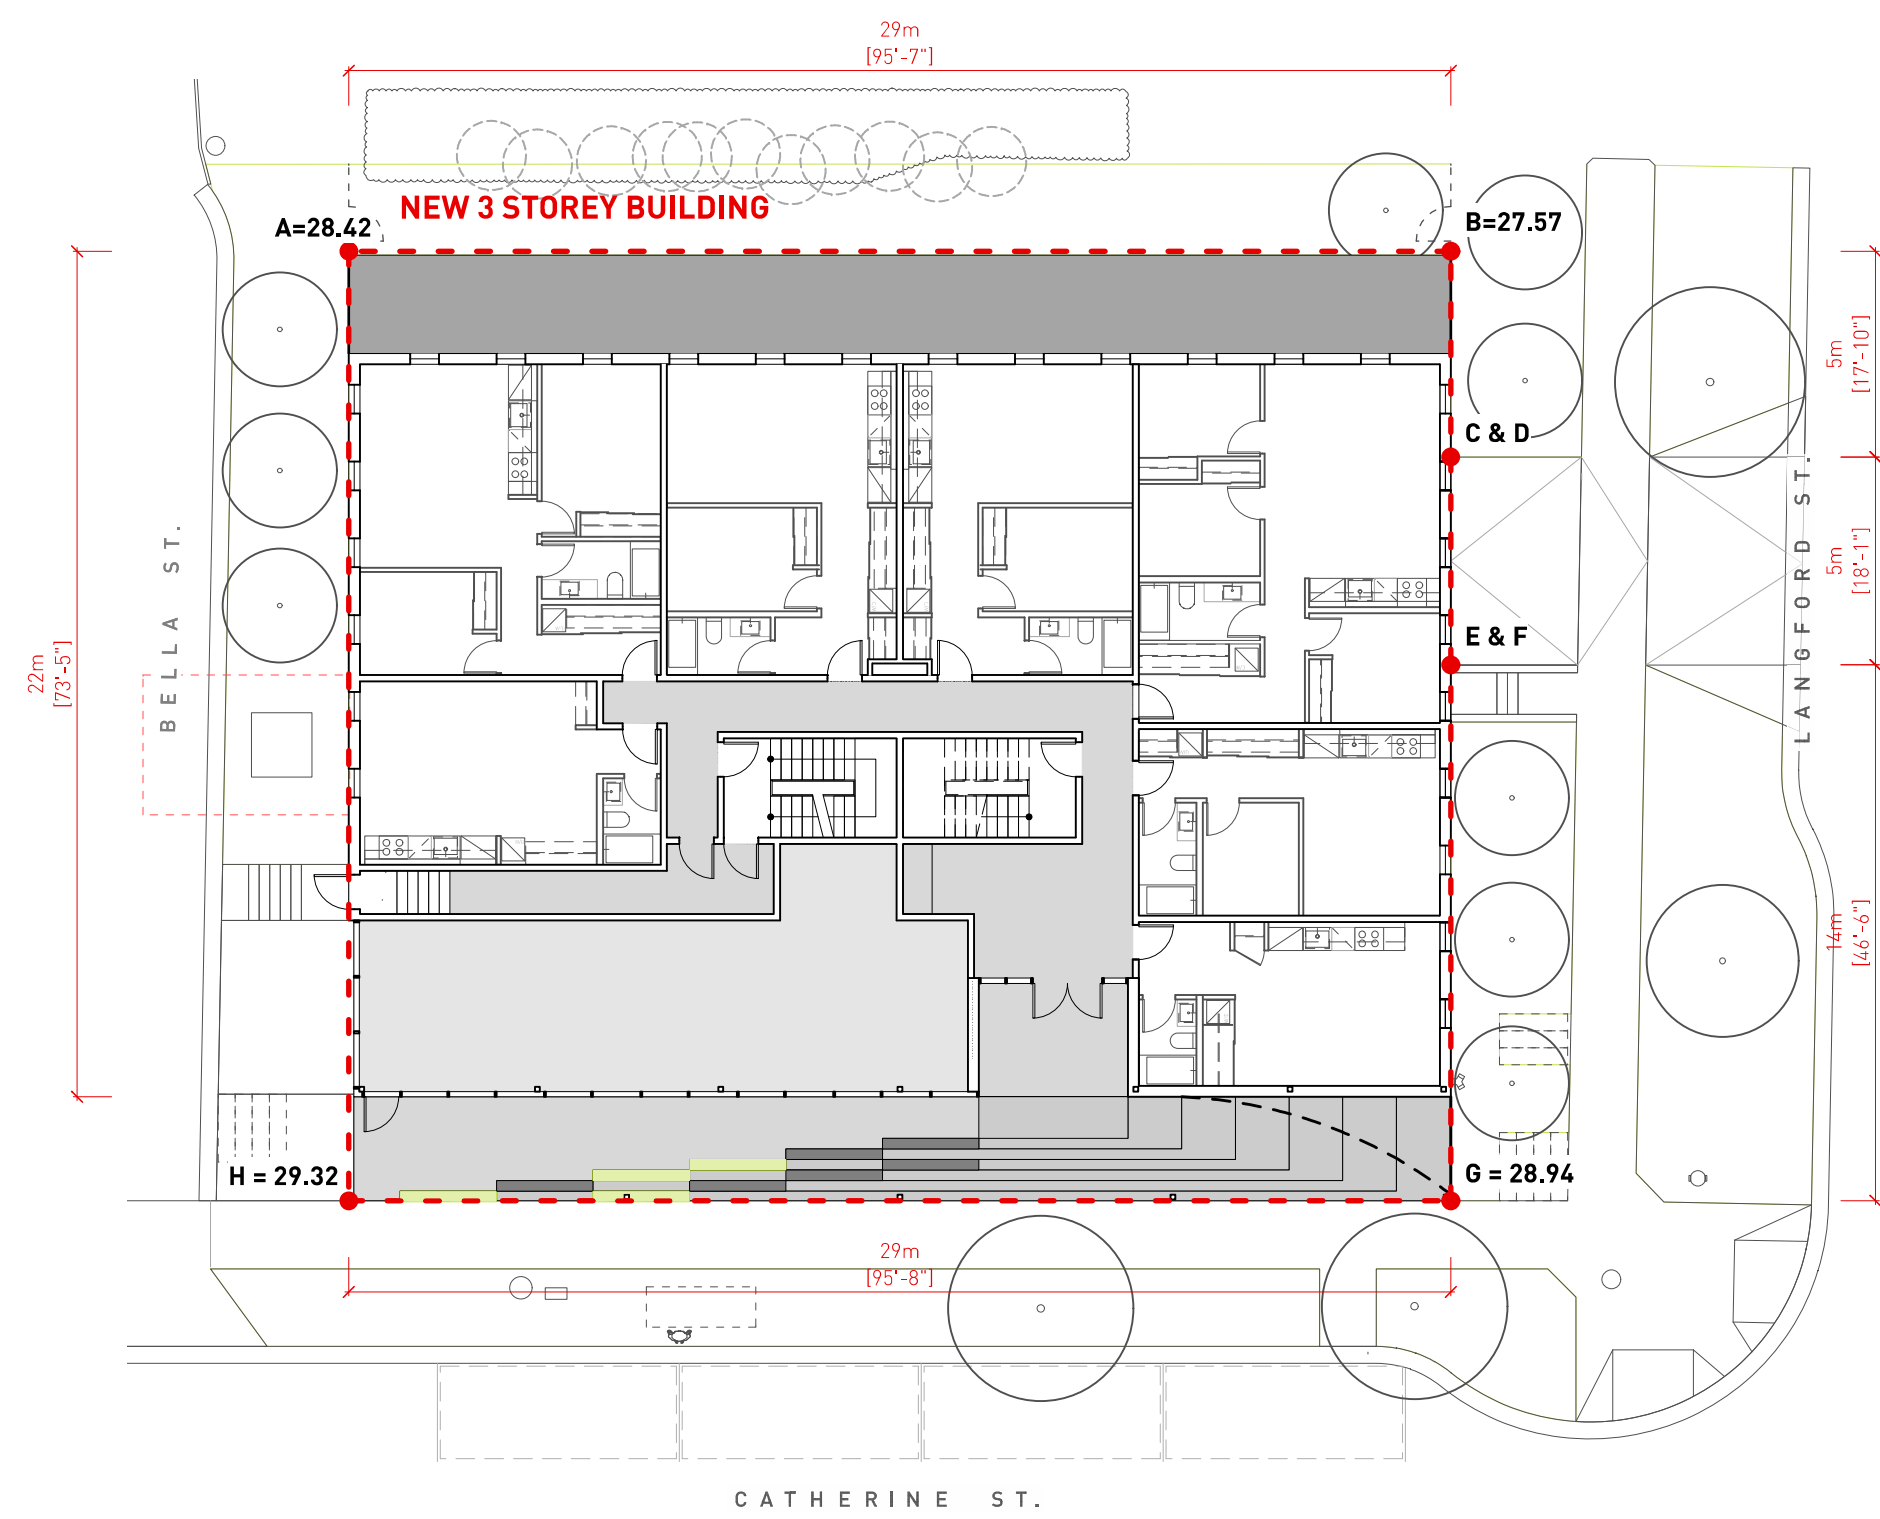 29m
[95'-7"]
NEW 3 STOREY BUILDING
A=28.42
B=27.57
5m
[17'-10"]
C & D
BELLA ST.
LANGFORD ST.
5m
[18'-1"]
E & F
22m
[73'-5"]
14m
[46'-6"]
H = 29.32
G = 28.94
29m
[95'-8"]
CATHERINE ST.